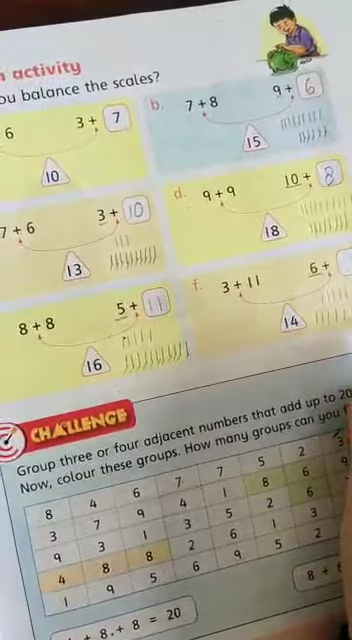 activity
ou balance the scales?
6
3 + 7
10
b. 7 + 8
9 + 6
15
7 + 6
3 + 10
13
d. 9 + 9
10 + 8
18
8 + 8
5 + 11
16
f. 3 + 11
6 +
14
CHALLENGE
Group three or four adjacent numbers that add up to 20
Now, colour these groups. How many groups can you
8 4 6 7 7 5 2 3
3 7 9 4 1 8 6 9
9 3 1 3 5 2 6
4 8 8 2 6 1 3
1 9 5 6 9 5 2
+ 8 + 8 = 20
8 +